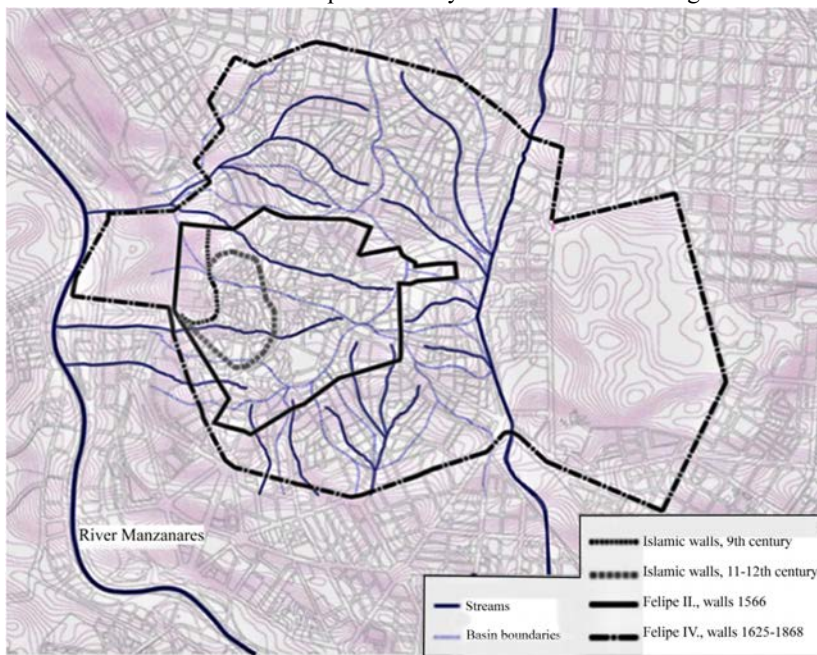 River Manzanares
Streams
Basin boundaries
Islamic walls, 9th century
Islamic walls, 11-12th century
Felipe II., walls 1566
Felipe IV., walls 1625-1868